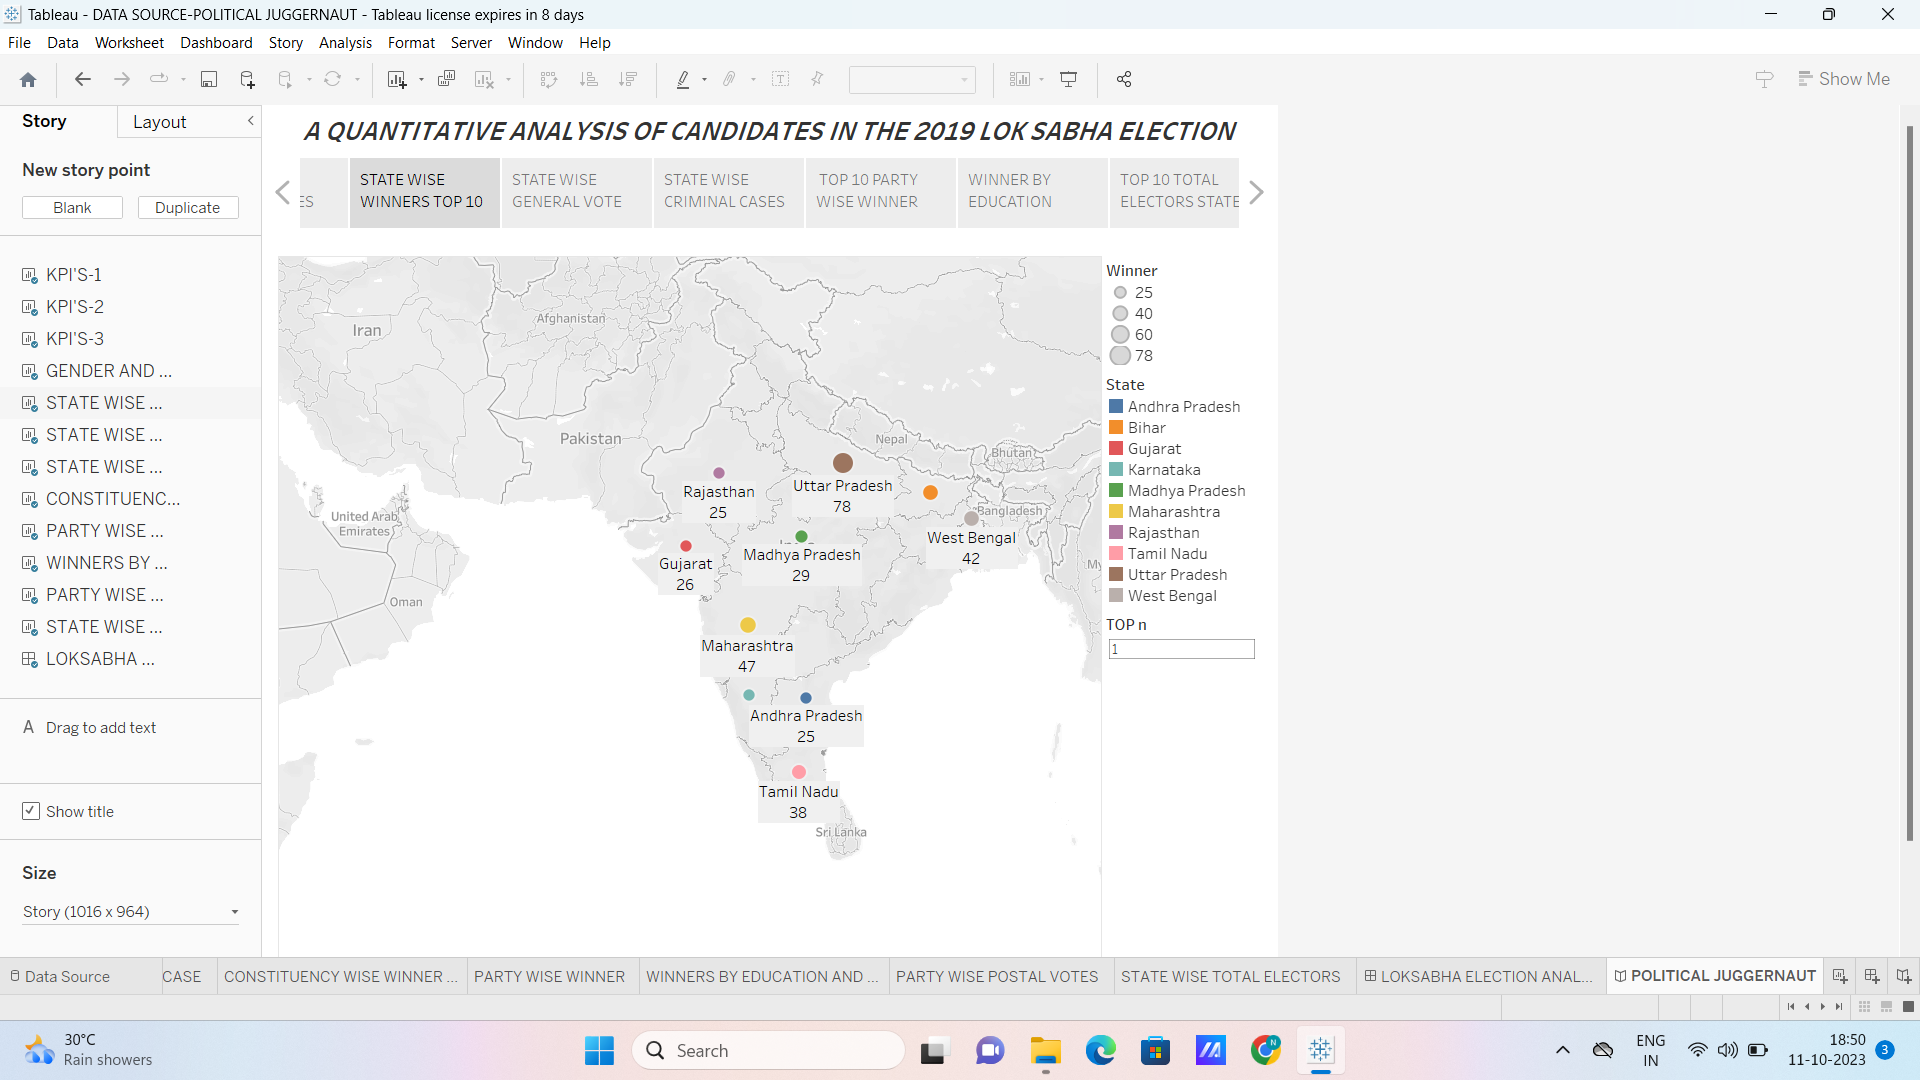 Tableau - DATA SOURCE-POLITICAL JUGGERNAUT - Tableau license expires in 8 days
File Data Worksheet Dashboard Story Analysis Format Server Window Help
Show Me
Story
Layout
New story point
Blank
Duplicate
KPI'S-1
KPI'S-2
KPI'S-3
GENDER AND ...
STATE WISE ...
STATE WISE ...
STATE WISE ...
CONSTITUENC...
PARTY WISE ...
WINNERS BY ...
PARTY WISE ...
STATE WISE ...
LOKSABHA ...
A Drag to add text
Show title
Size
Story (1016 x 964)
A QUANTITATIVE ANALYSIS OF CANDIDATES IN THE 2019 LOK SABHA ELECTION
ES
STATE WISE
WINNERS TOP 10
STATE WISE
GENERAL VOTE
STATE WISE
CRIMINAL CASES
TOP 10 PARTY
WISE WINNER
WINNER BY
EDUCATION
TOP 10 TOTAL
ELECTORS STATE
Iran
Afghanistan
Pakistan
Nepal
Bhutan
United Arab
Emirates
Bangladesh
Oman
My
Sri Lanka
Rajasthan
25
Uttar Pradesh
78
West Bengal
42
Gujarat
26
Madhya Pradesh
29
Maharashtra
47
Andhra Pradesh
25
Tamil Nadu
38
Winner
25
40
60
78
State
Andhra Pradesh
Bihar
Gujarat
Karnataka
Madhya Pradesh
Maharashtra
Rajasthan
Tamil Nadu
Uttar Pradesh
West Bengal
TOP n
1
Data Source
CASE
CONSTITUENCY WISE WINNER ...
PARTY WISE WINNER
WINNERS BY EDUCATION AND ...
PARTY WISE POSTAL VOTES
STATE WISE TOTAL ELECTORS
LOKSABHA ELECTION ANAL...
POLITICAL JUGGERNAUT
30°C
Rain showers
Search
N
ENG
IN
18:50
11-10-2023
3